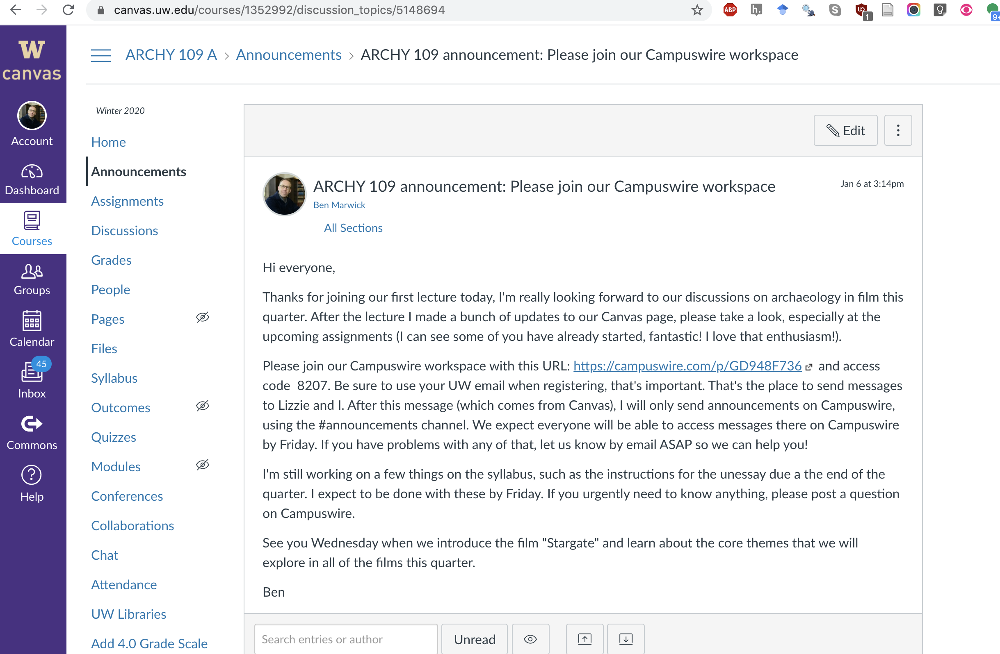 canvas.uw.edu/courses/1352992/discussion_topics/5148694
ABP
h.
S
1
9+
W
canvas
Account
Dashboard
Courses
Groups
Calendar
45
Inbox
Commons
Help
ARCHY 109 A > Announcements > ARCHY 109 announcement: Please join our Campuswire workspace
Winter 2020
Home
Announcements
Assignments
Discussions
Grades
People
Pages
Files
Syllabus
Outcomes
Quizzes
Modules
Conferences
Collaborations
Chat
Attendance
UW Libraries
Add 4.0 Grade Scale
Edit
ARCHY 109 announcement: Please join our Campuswire workspace
Jan 6 at 3:14pm
Ben Marwick
All Sections
Hi everyone,
Thanks for joining our first lecture today, I'm really looking forward to our discussions on archaeology in film this
quarter. After the lecture I made a bunch of updates to our Canvas page, please take a look, especially at the
upcoming assignments (I can see some of you have already started, fantastic! I love that enthusiasm!).
Please join our Campuswire workspace with this URL: https://campuswire.com/p/GD948F736 and access
code 8207. Be sure to use your UW email when registering, that's important. That's the place to send messages
to Lizzie and I. After this message (which comes from Canvas), I will only send announcements on Campuswire,
using the #announcements channel. We expect everyone will be able to access messages there on Campuswire
by Friday. If you have problems with any of that, let us know by email ASAP so we can help you!
I'm still working on a few things on the syllabus, such as the instructions for the unessay due a the end of the
quarter. I expect to be done with these by Friday. If you urgently need to know anything, please post a question
on Campuswire.
See you Wednesday when we introduce the film "Stargate" and learn about the core themes that we will
explore in all of the films this quarter.
Ben
Search entries or author
Unread